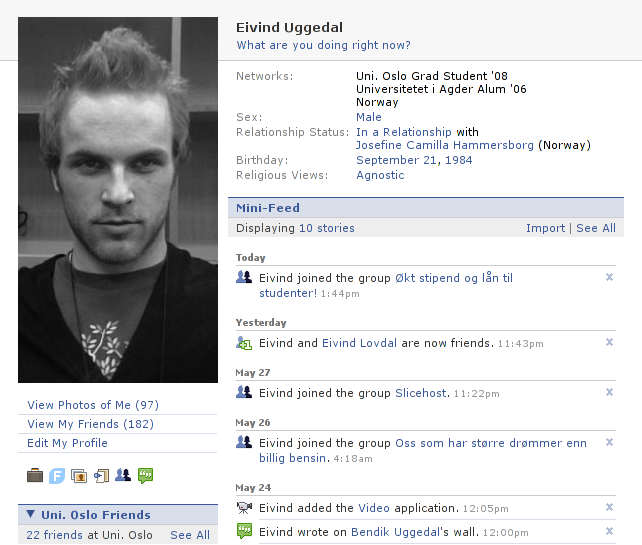 Eivind Uggedal
What are you doing right now?
Networks: Uni. Oslo Grad Student '08
Universitetet i Agder Alum '06
Norway
Sex: Male
Relationship Status: In a Relationship with
Josefine Camilla Hammersborg (Norway)
Birthday: September 21, 1984
Religious Views: Agnostic
Mini-Feed
Displaying 10 stories Import | See All
Today
Eivind joined the group Økt stipend og lån til
studenter! 1:44pm
Yesterday
Eivind and Eivind Lovdal are now friends. 11:43pm
May 27
Eivind joined the group Slicehost. 11:22pm
May 26
Eivind joined the group Oss som har større drømmer enn
billig bensin. 4:18am
May 24
Eivind added the Video application. 12:05pm
Eivind wrote on Bendik Uggedal's wall. 12:00pm
View Photos of Me (97)
View My Friends (182)
Edit My Profile
Uni. Oslo Friends
22 friends at Uni. Oslo See All